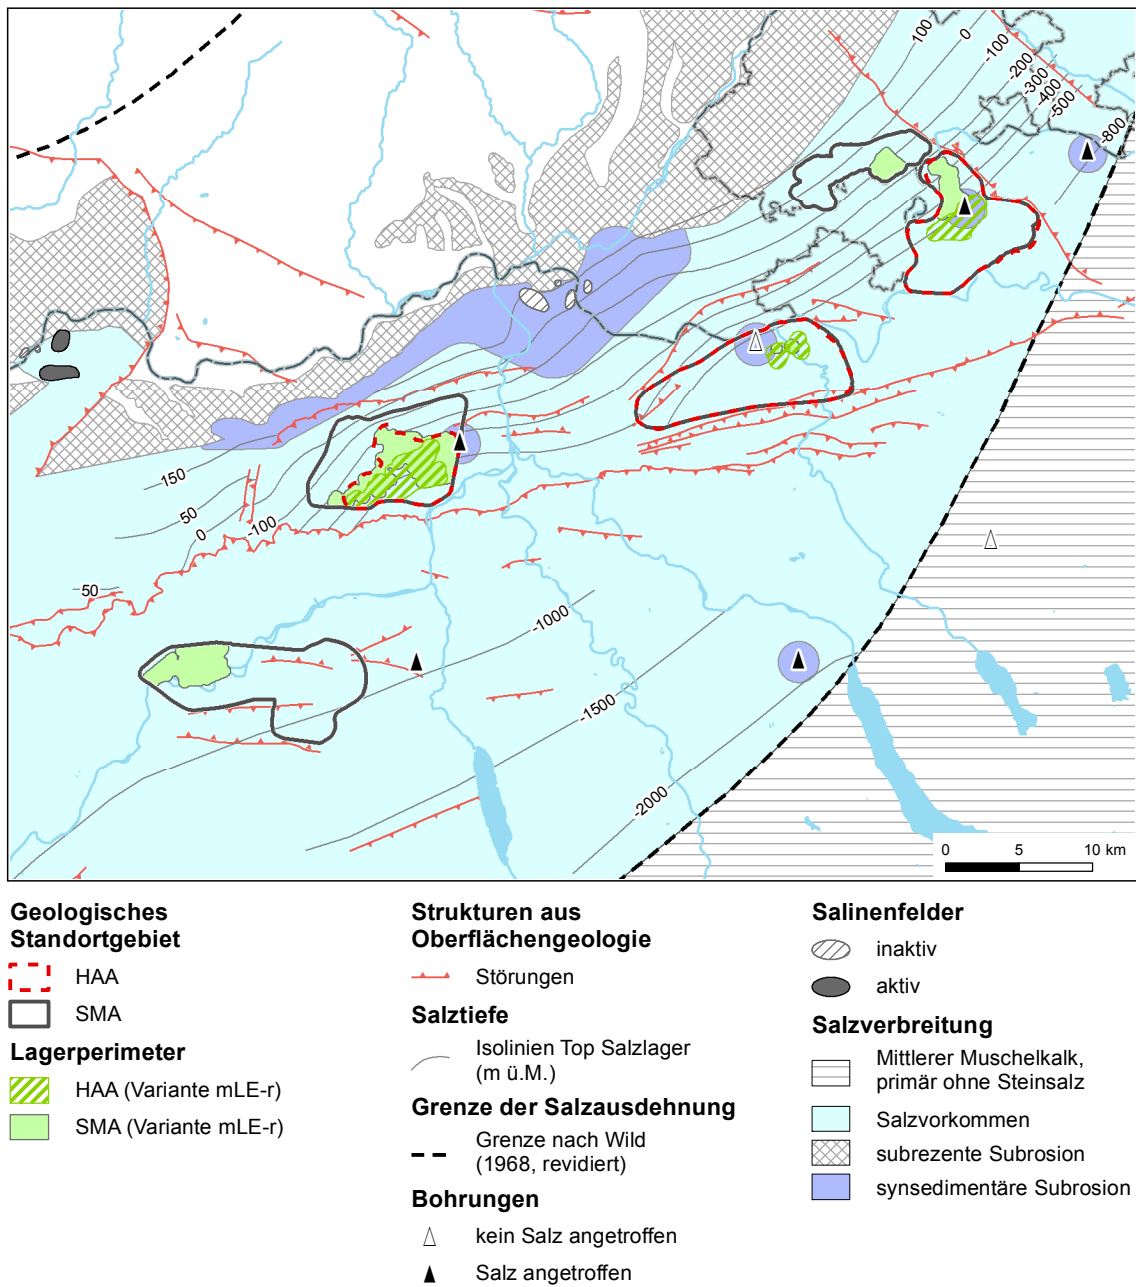 100
0
-100
-200
-300
-400
-500
-800
150
50
0
-100
50
-1000
-1500
-2000
0 5 10 km
Geologisches
Standortgebiet
HAA
SMA
Lagerperimeter
HAA (Variante mLE-r)
SMA (Variante mLE-r)
Strukturen aus
Oberflächengeologie
Störungen
Salztiefe
Isolinien Top Salzlager
(m ü.M.)
Grenze der Salzausdehnung
Grenze nach Wild
(1968, revidiert)
Bohrungen
kein Salz angetroffen
Salz angetroffen
Salinenfelder
inaktiv
aktiv
Salzverbreitung
Mittlerer Muschelkalk,
primär ohne Steinsalz
Salzvorkommen
subrezente Subrosion
synsedimentäre Subrosion